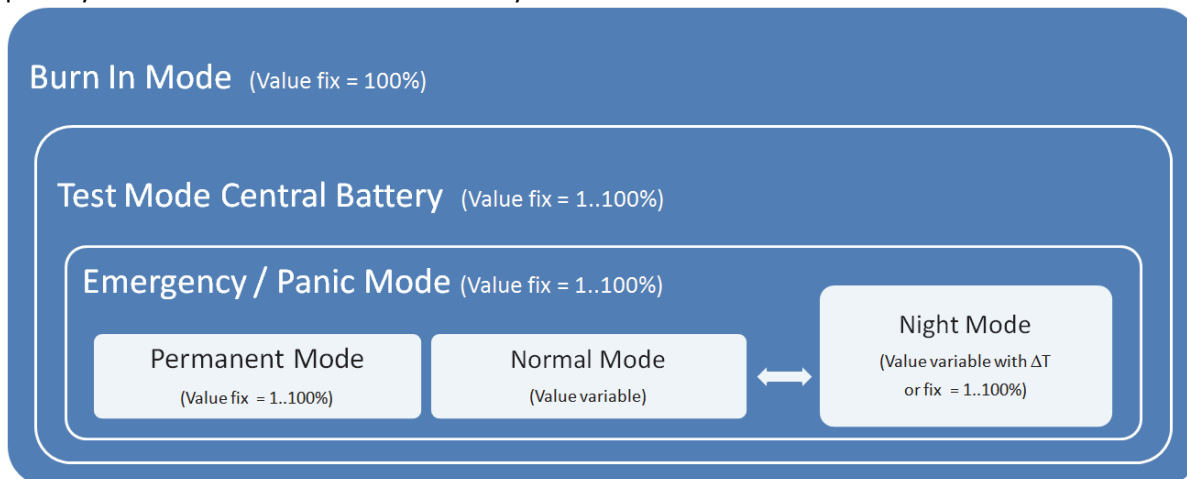 Burn In Mode (Value fix = 100%)
Test Mode Central Battery (Value fix = 1..100%)
Emergency / Panic Mode (Value fix = 1..100%)
Permanent Mode
(Value fix = 1..100%)
Normal Mode
(Value variable)
Night Mode
(Value variable with ΔT
or fix = 1..100%)